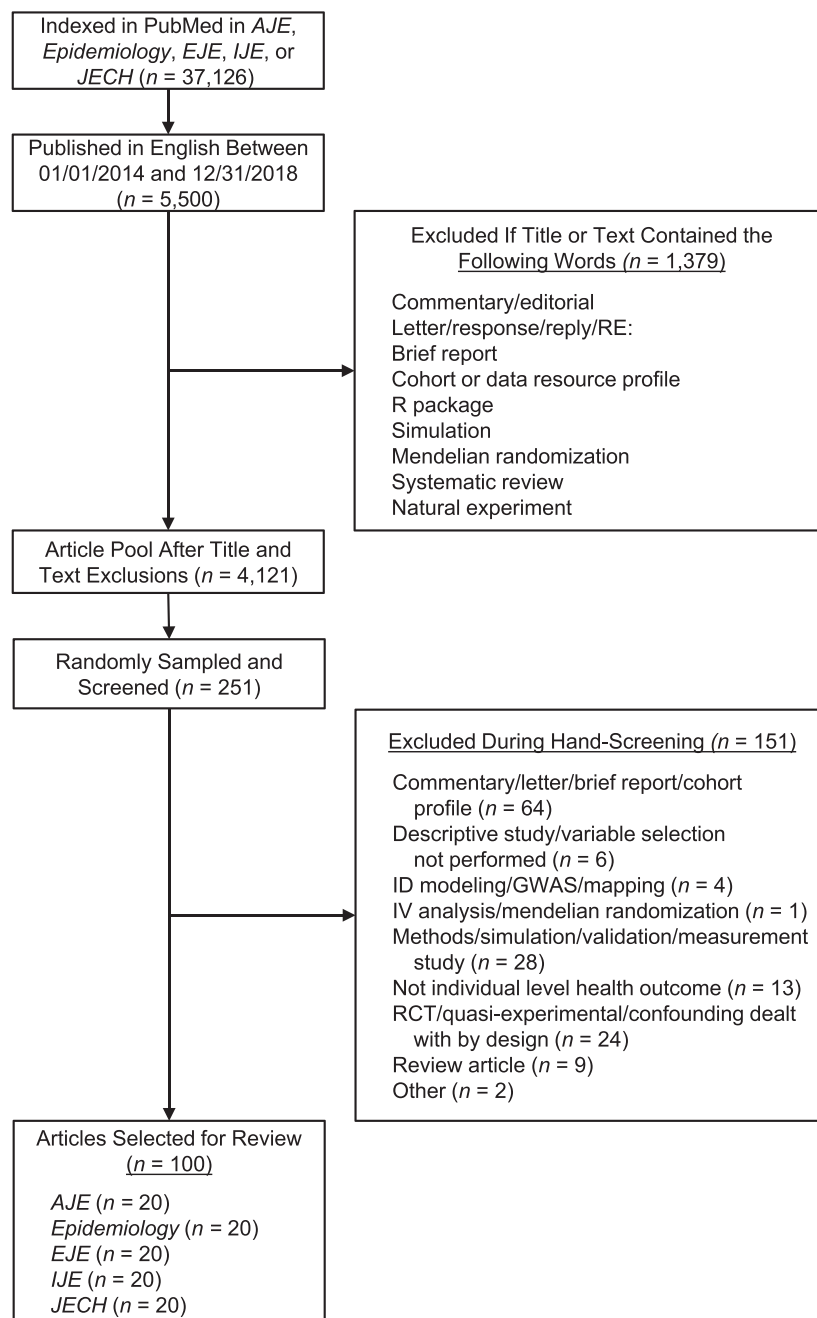 Indexed in PubMed in AJE,
Epidemiology, EJE, IJE, or
JECH (n = 37,126)
Published in English Between
01/01/2014 and 12/31/2018
(n = 5,500)
Excluded If Title or Text Contained the
Following Words (n = 1,379)
Commentary/editorial
Letter/response/reply/RE:
Brief report
Cohort or data resource profile
R package
Simulation
Mendelian randomization
Systematic review
Natural experiment
Article Pool After Title and
Text Exclusions (n = 4,121)
Randomly Sampled and
Screened (n = 251)
Excluded During Hand-Screening (n = 151)
Commentary/letter/brief report/cohort
profile (n = 64)
Descriptive study/variable selection
not performed (n = 6)
ID modeling/GWAS/mapping (n = 4)
IV analysis/mendelian randomization (n = 1)
Methods/simulation/validation/measurement
study (n = 28)
Not individual level health outcome (n = 13)
RCT/quasi-experimental/confounding dealt
with by design (n = 24)
Review article (n = 9)
Other (n = 2)
Articles Selected for Review
(n = 100)
AJE (n = 20)
Epidemiology (n = 20)
EJE (n = 20)
IJE (n = 20)
JECH (n = 20)